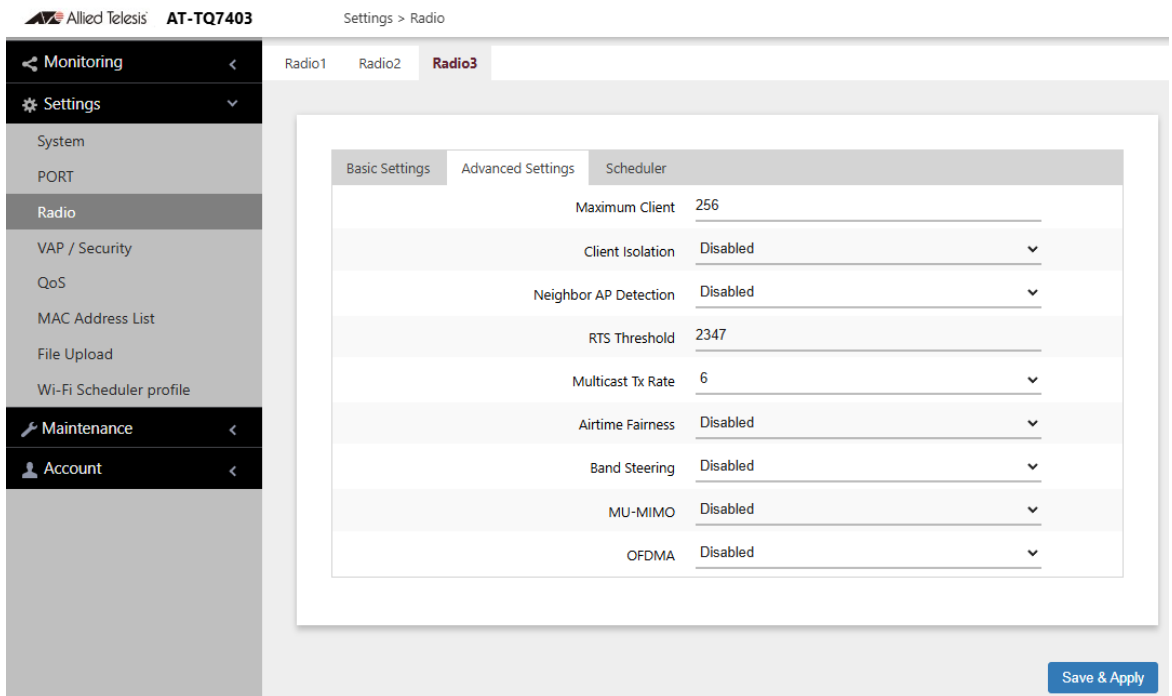 Allied Telesis AT-TQ7403 Settings > Radio
Monitoring
Radio1 Radio2 Radio3
Settings
System
PORT
Radio
VAP / Security
QoS
MAC Address List
File Upload
Wi-Fi Scheduler profile
Maintenance
Account
Basic Settings Advanced Settings Scheduler
Maximum Client 256
Client Isolation Disabled
Neighbor AP Detection Disabled
RTS Threshold 2347
Multicast Tx Rate 6
Airtime Fairness Disabled
Band Steering Disabled
MU-MIMO Disabled
OFDMA Disabled
Save & Apply